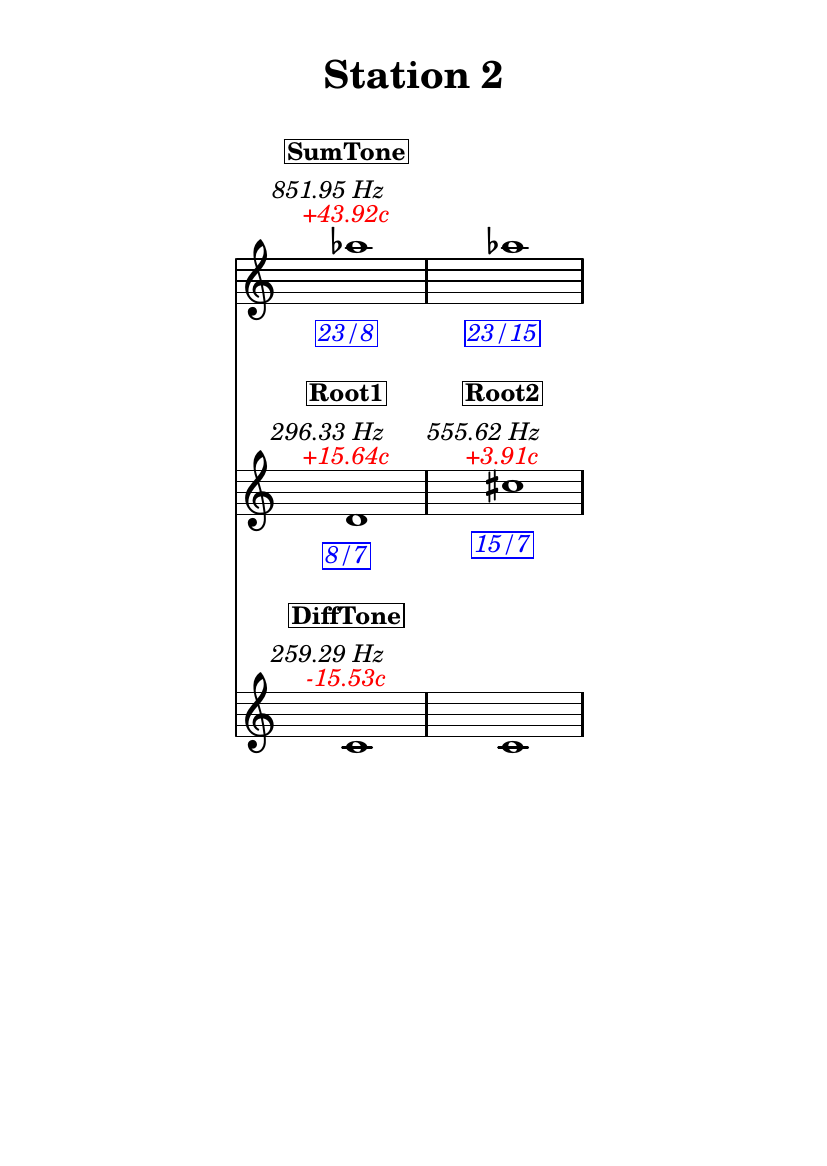 Station 2
SumTone
851.95 Hz
+43.92c
23/8 23/15
Root1 Root2
296.33 Hz 555.62 Hz
+15.64c +3.91c
8/7 15/7
DiffTone
259.29 Hz
-15.53c